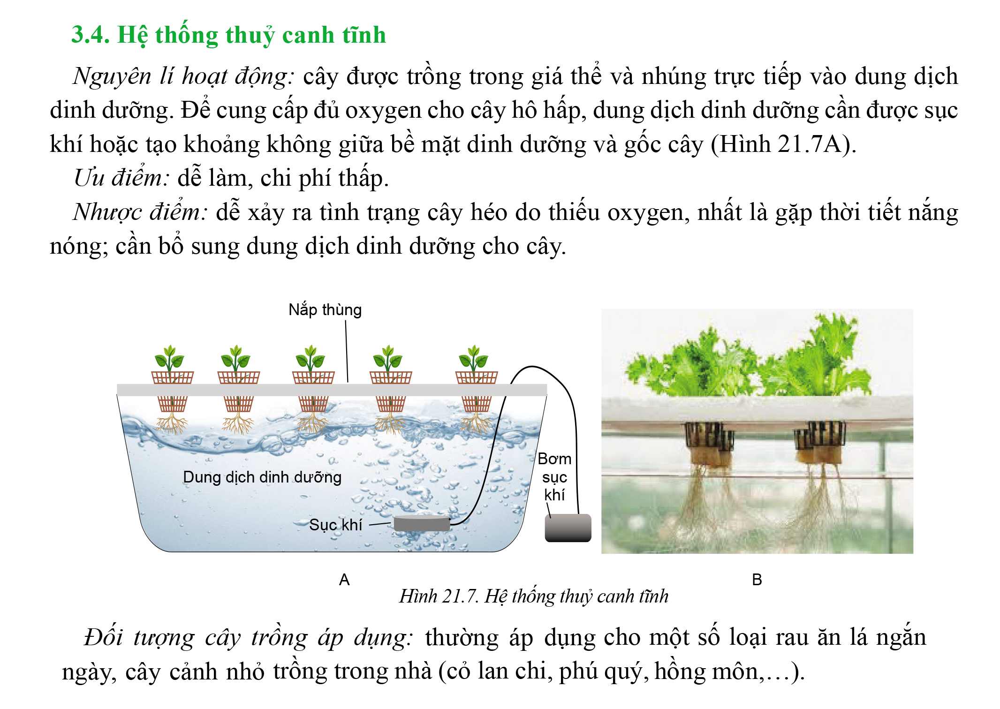 3.4. Hệ thống thuỷ canh tĩnh
Nguyên lí hoạt động: cây được trồng trong giá thể và nhúng trực tiếp vào dung dịch
dinh dưỡng. Để cung cấp đủ oxygen cho cây hô hấp, dung dịch dinh dưỡng cần được sục
khí hoặc tạo khoảng không giữa bề mặt dinh dưỡng và gốc cây (Hình 21.7A).
Ưu điểm: dễ làm, chi phí thấp.
Nhược điểm: dễ xảy ra tình trạng cây héo do thiếu oxygen, nhất là gặp thời tiết nắng
nóng; cần bổ sung dung dịch dinh dưỡng cho cây.
Nắp thùng
Dung dịch dinh dưỡng
Sục khí
Bơm
sục
khí
A
B
Hình 21.7. Hệ thống thuỷ canh tĩnh
Đối tượng cây trồng áp dụng: thường áp dụng cho một số loại rau ăn lá ngắn
ngày, cây cảnh nhỏ trồng trong nhà (cỏ lan chi, phú quý, hồng môn,…).